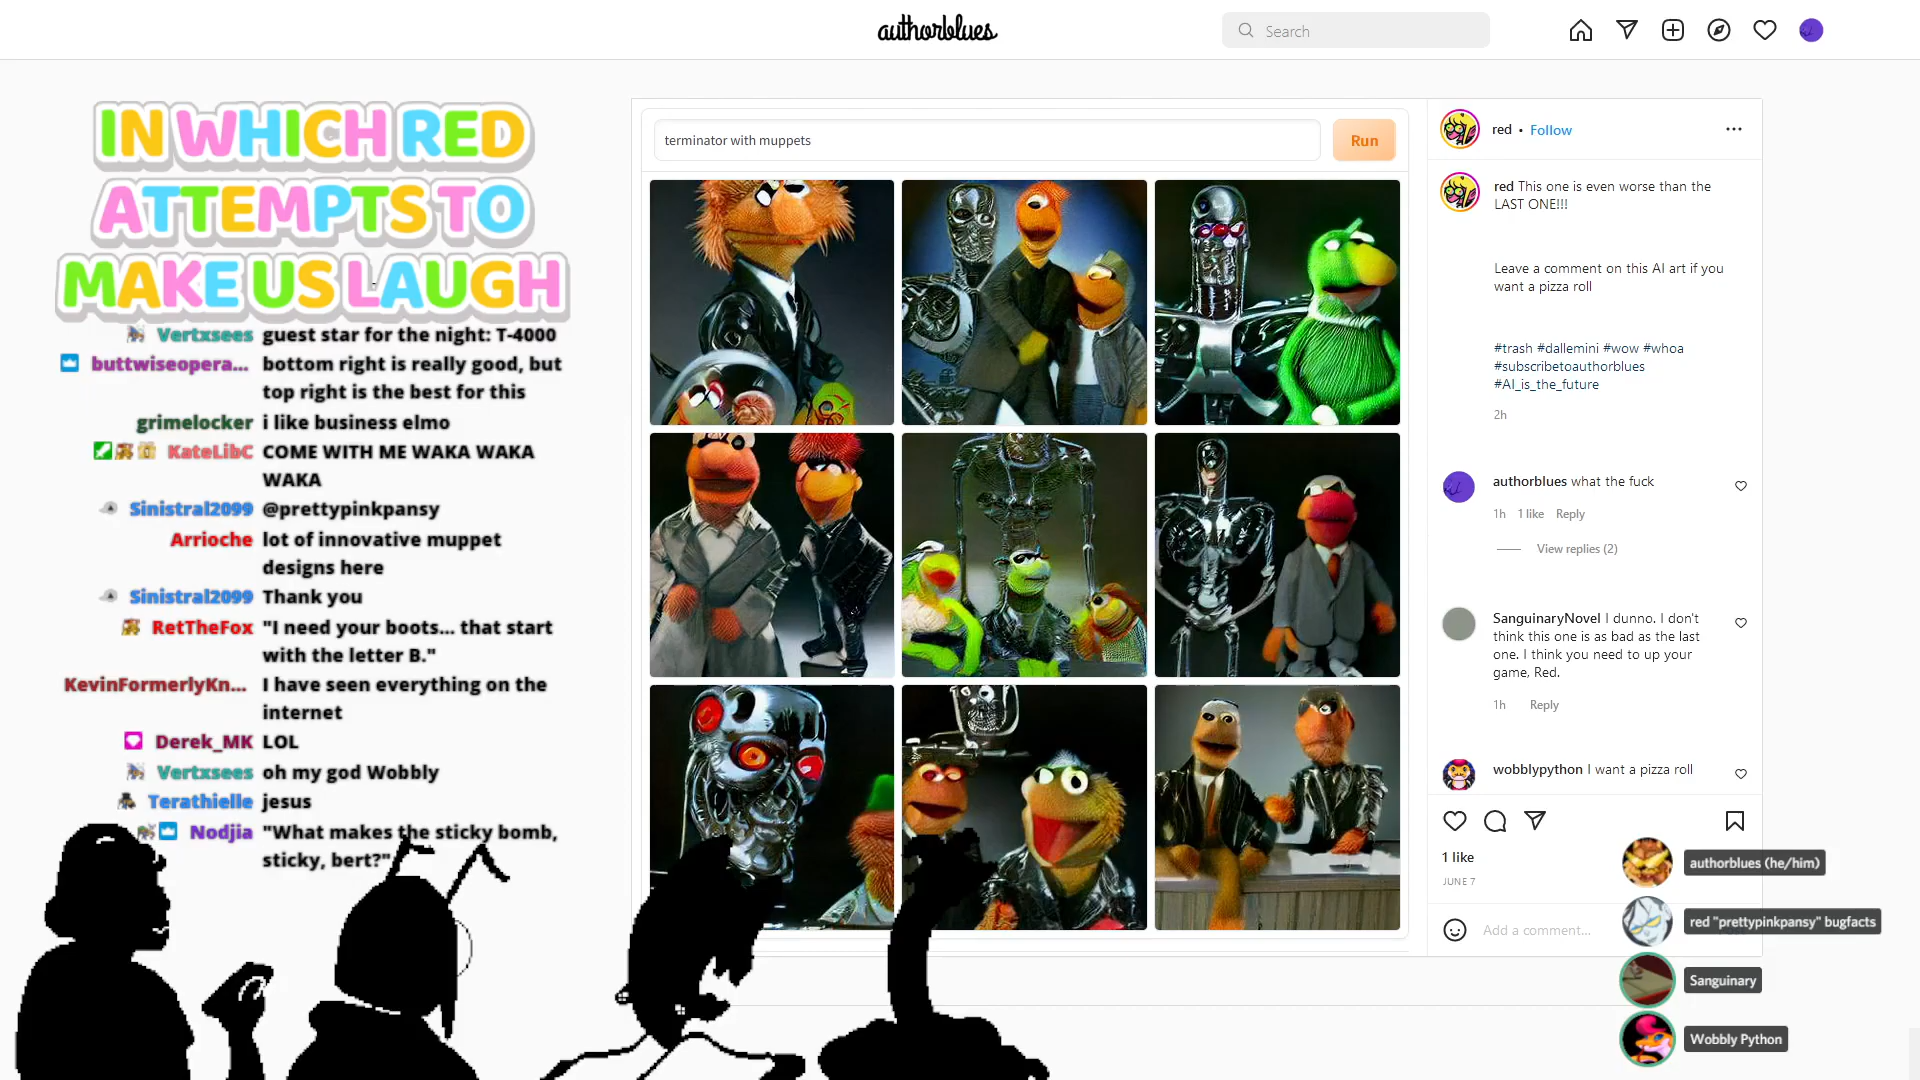 authorblues
Search
IN WHICH RED
ATTEMPTS TO
MAKE US LAUGH
Vertxsees guest star for the night: T-4000
buttwiseopera... bottom right is really good, but
top right is the best for this
grimelocker i like business elmo
KateLibC COME WITH ME WAKA WAKA
WAKA
Sinistral2099 @prettypinkpansy
Arrioche lot of innovative muppet
designs here
Sinistral2099 Thank you
RetTheFox "I need your boots... that start
with the letter B."
KevinFormerlyKn... I have seen everything on the
internet
Derek_MK LOL
Vertxsees oh my god Wobbly
Terathielle jesus
Nodjia "What makes the sticky bomb,
sticky, bert?"
terminator with muppets
Run
red • Follow
red This one is even worse than the
LAST ONE!!!
Leave a comment on this AI art if you
want a pizza roll
#trash #dallemini #wow #whoa
#subscribetoauthorblues
#AI_is_the_future
2h
authorblues what the fuck
1h 1 like Reply
View replies (2)
SanguinaryNovel I dunno. I don't
think this one is as bad as the last
one. I think you need to up your
game, Red.
1h Reply
wobblypython I want a pizza roll
1 like
JUNE 7
Add a comment...
authorblues (he/him)
red "prettypinkpansy" bugfacts
Sanguinary
Wobbly Python